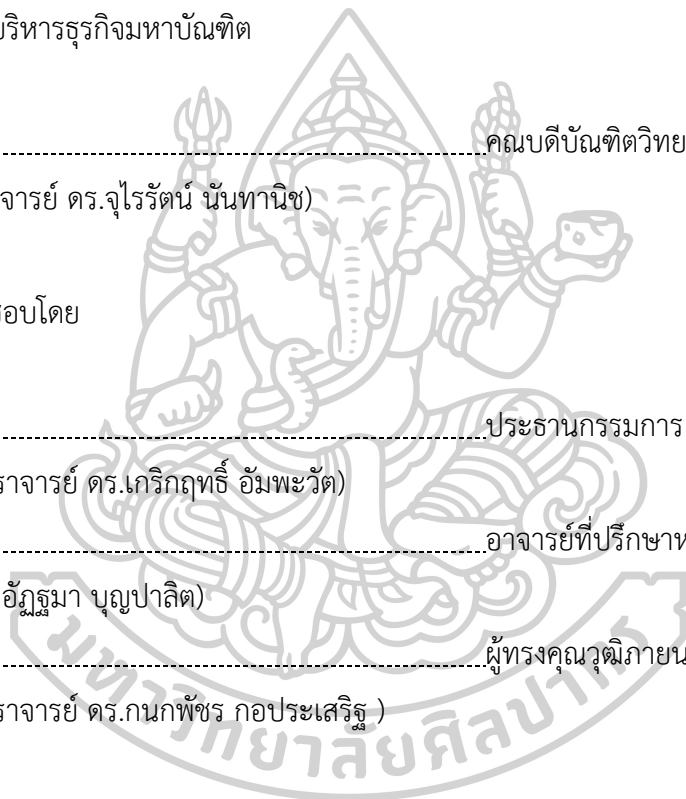 บริหารธุรกิจมหาบัณฑิต
คณบดีบัณฑิตวิทย
จารย์ ดร.จุไรรัตน์ นันทานิช)
สอบโดย
ประธานกรรมการ
ราจารย์ ดร.เกริกฤทธิ์ อัมพะวัต)
อาจารย์ที่ปรึกษาห
อัฏฐมา บุญปาลิต)
ผู้ทรงคุณวุฒิภายน
ราจารย์ ดร.กนกพัชร กอประเสริฐ )
มหาวิทยาลัยศิลปากร